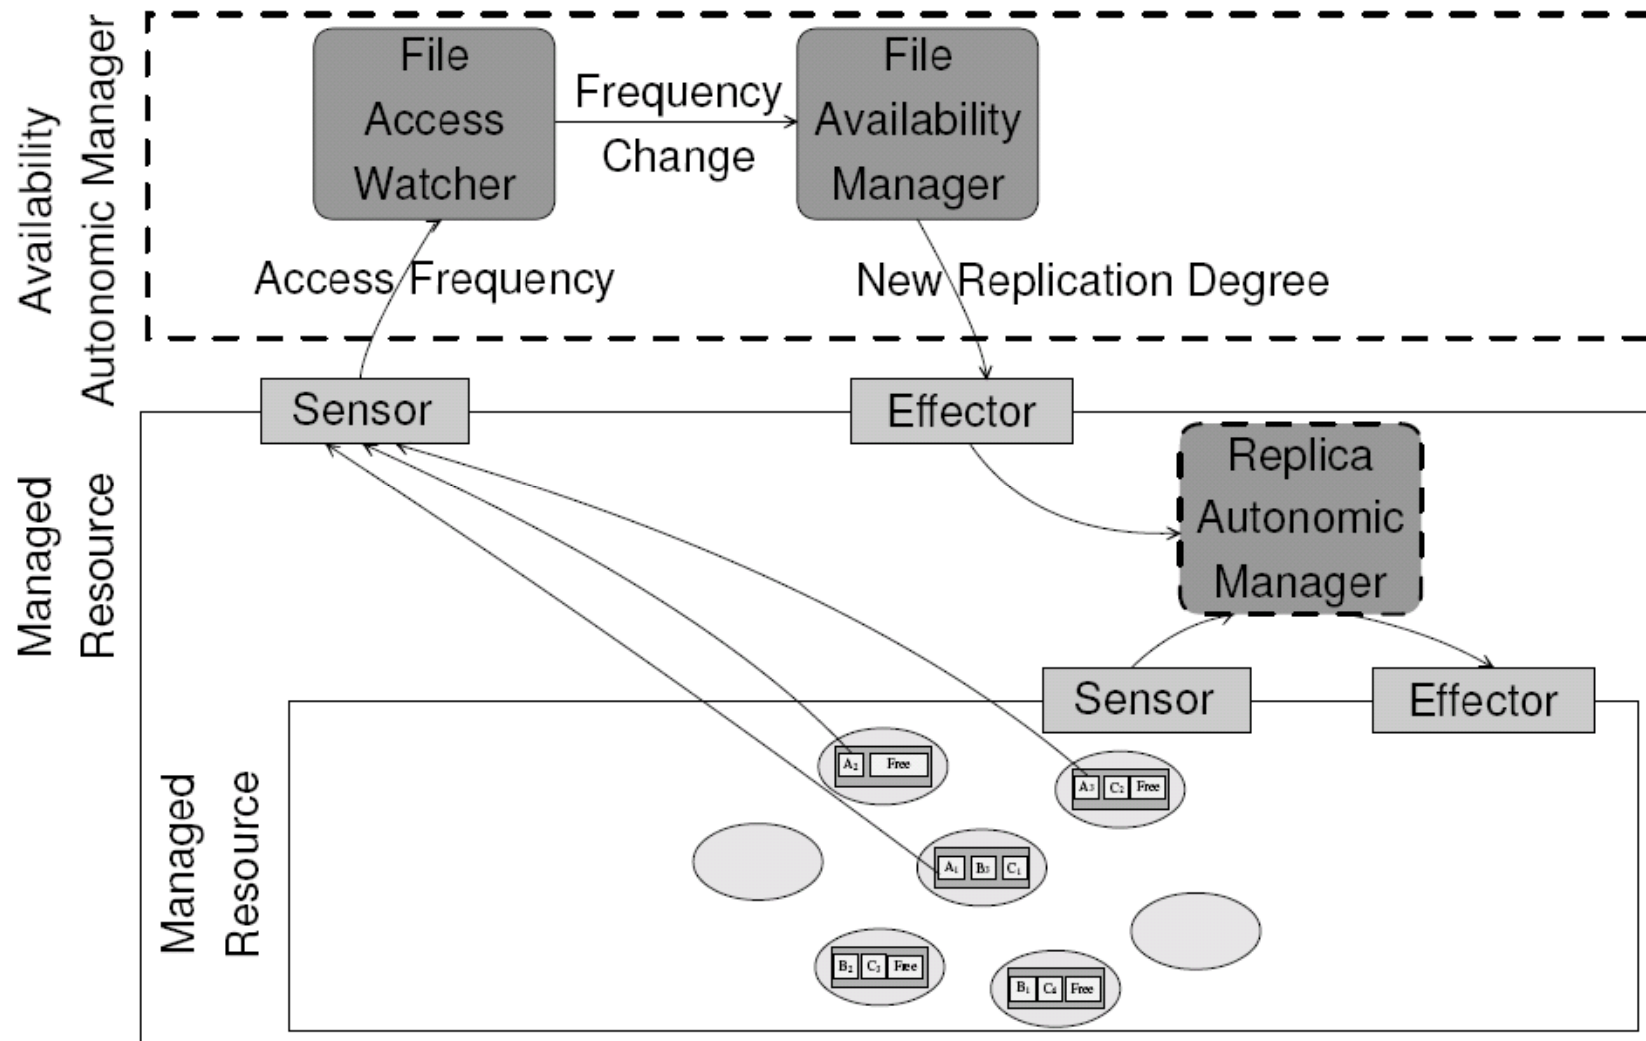 Availability
Autonomic Manager
File
Access
Watcher
Frequency
Change
File
Availability
Manager
Access Frequency
New Replication Degree
Sensor
Effector
Managed
Resource
Replica
Autonomic
Manager
Sensor
Effector
Managed
Resource
A₂ Free
A₃ C₂ Free
A₁ B₃ C₁
B₂ C₃ Free
B₁ C₄ Free